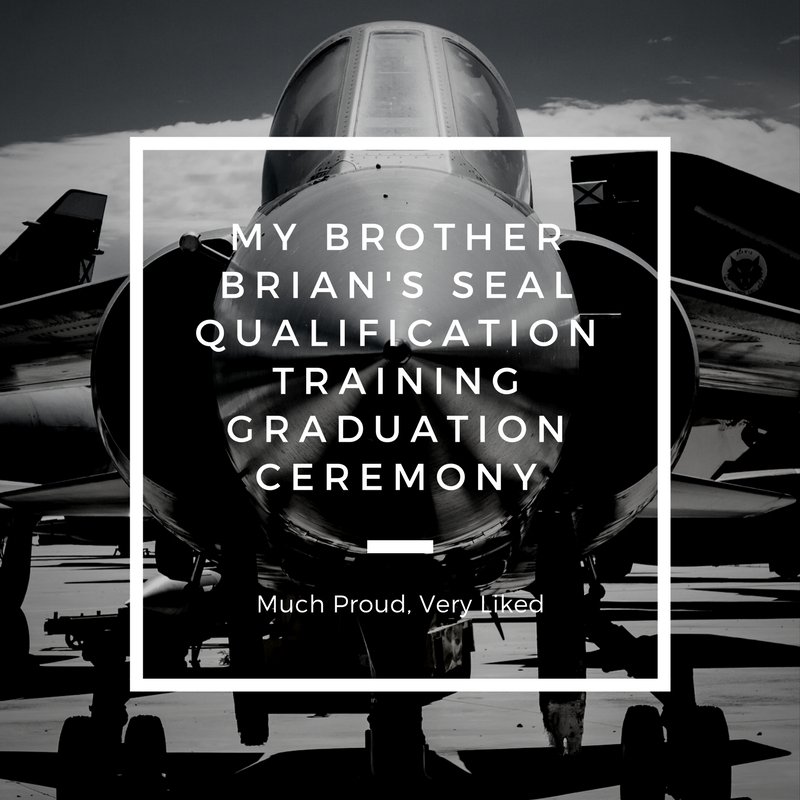 MY BROTHER
BRIAN'S SEAL
QUALIFICATION
TRAINING
GRADUATION
CEREMONY
Much Proud, Very Liked